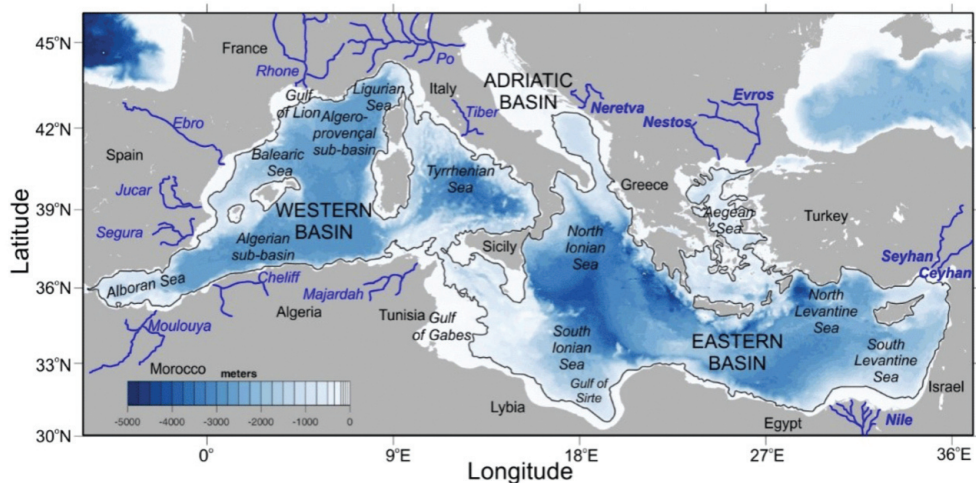 45°N
42°N
39°N
36°N
33°N
30°N
Latitude
France
Rhone
Po
Ligurian
Sea
Italy
ADRIATIC
BASIN
Gulf
of Lion
Algero-
provençal
sub-basin
Tiber
Neretva
Evros
Nestos
Ebro
Spain
Balearic
Sea
Tyrrhenian
Sea
Greece
Jucar
WESTERN
BASIN
Aegean
Sea
Turkey
Segura
Algerian
sub-basin
Sicily
North
Ionian
Sea
Seyhan
Ceyhan
Alboran Sea
Cheliff
Majardah
Algeria
Tunisia
Gulf
of Gabes
North
Levantine
Sea
Moulouya
South
Ionian
Sea
EASTERN
BASIN
South
Levantine
Sea
Morocco
meters
-5000 -4000 -3000 -2000 -1000 0
Gulf of
Sirte
Lybia
Israel
Egypt
Nile
0° 9°E 18°E 27°E 36°E
Longitude